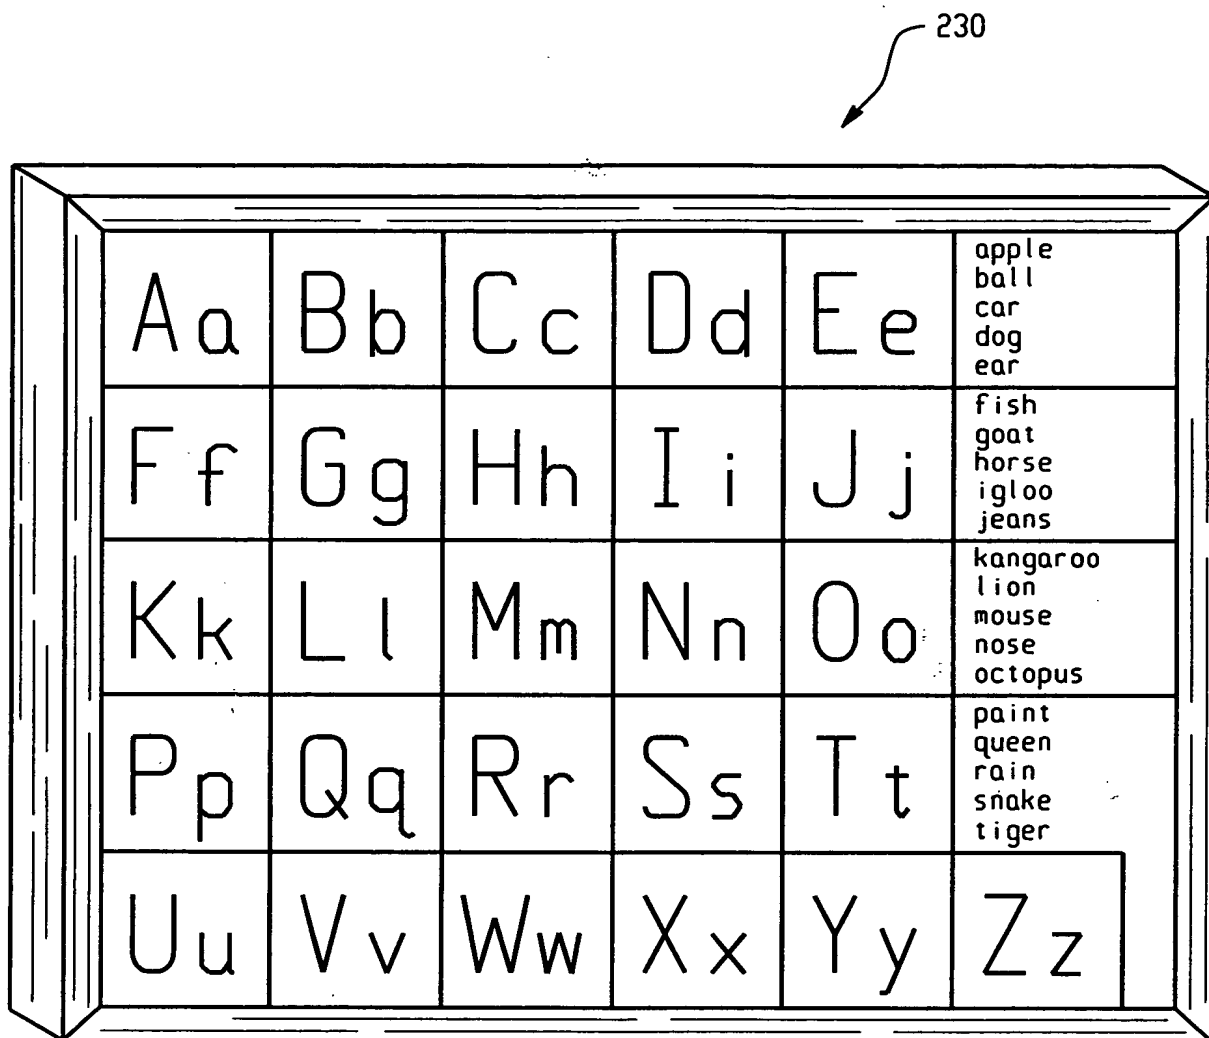 230
Aa Bb Cc Dd Ee
apple
ball
car
dog
ear
Ff Gg Hh Ii Jj
fish
goat
horse
igloo
jeans
Kk Ll Mm Nn Oo
kangaroo
lion
mouse
nose
octopus
Pp Qq Rr Ss Tt
paint
queen
rain
snake
tiger
Uu Vv Ww Xx Yy Zz